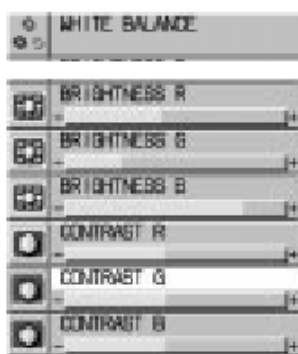 WHITE BALANCE
BRIGHTNESS R
- +
BRIGHTNESS G
- +
BRIGHTNESS B
- +
CONTRAST R
- +
CONTRAST G
- +
CONTRAST B
- +